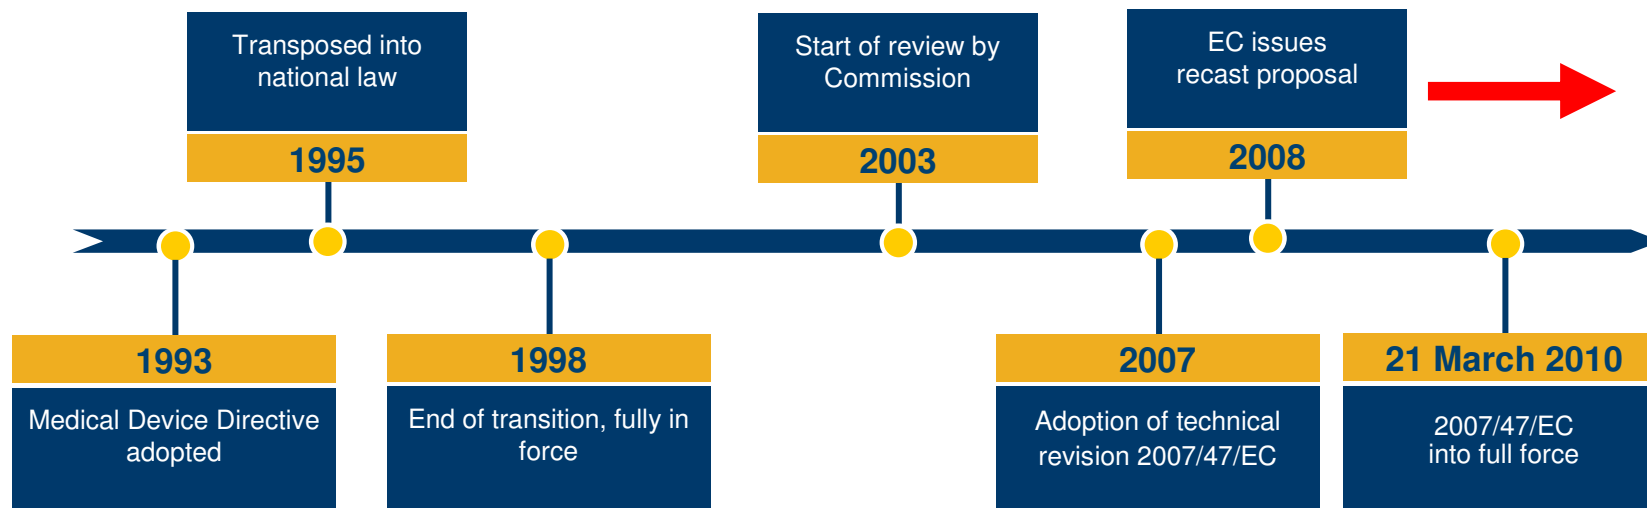 Transposed into
national law
1995
Start of review by
Commission
2003
EC issues
recast proposal
2008
1993
Medical Device Directive
adopted
1998
End of transition, fully in
force
2007
Adoption of technical
revision 2007/47/EC
21 March 2010
2007/47/EC
into full force